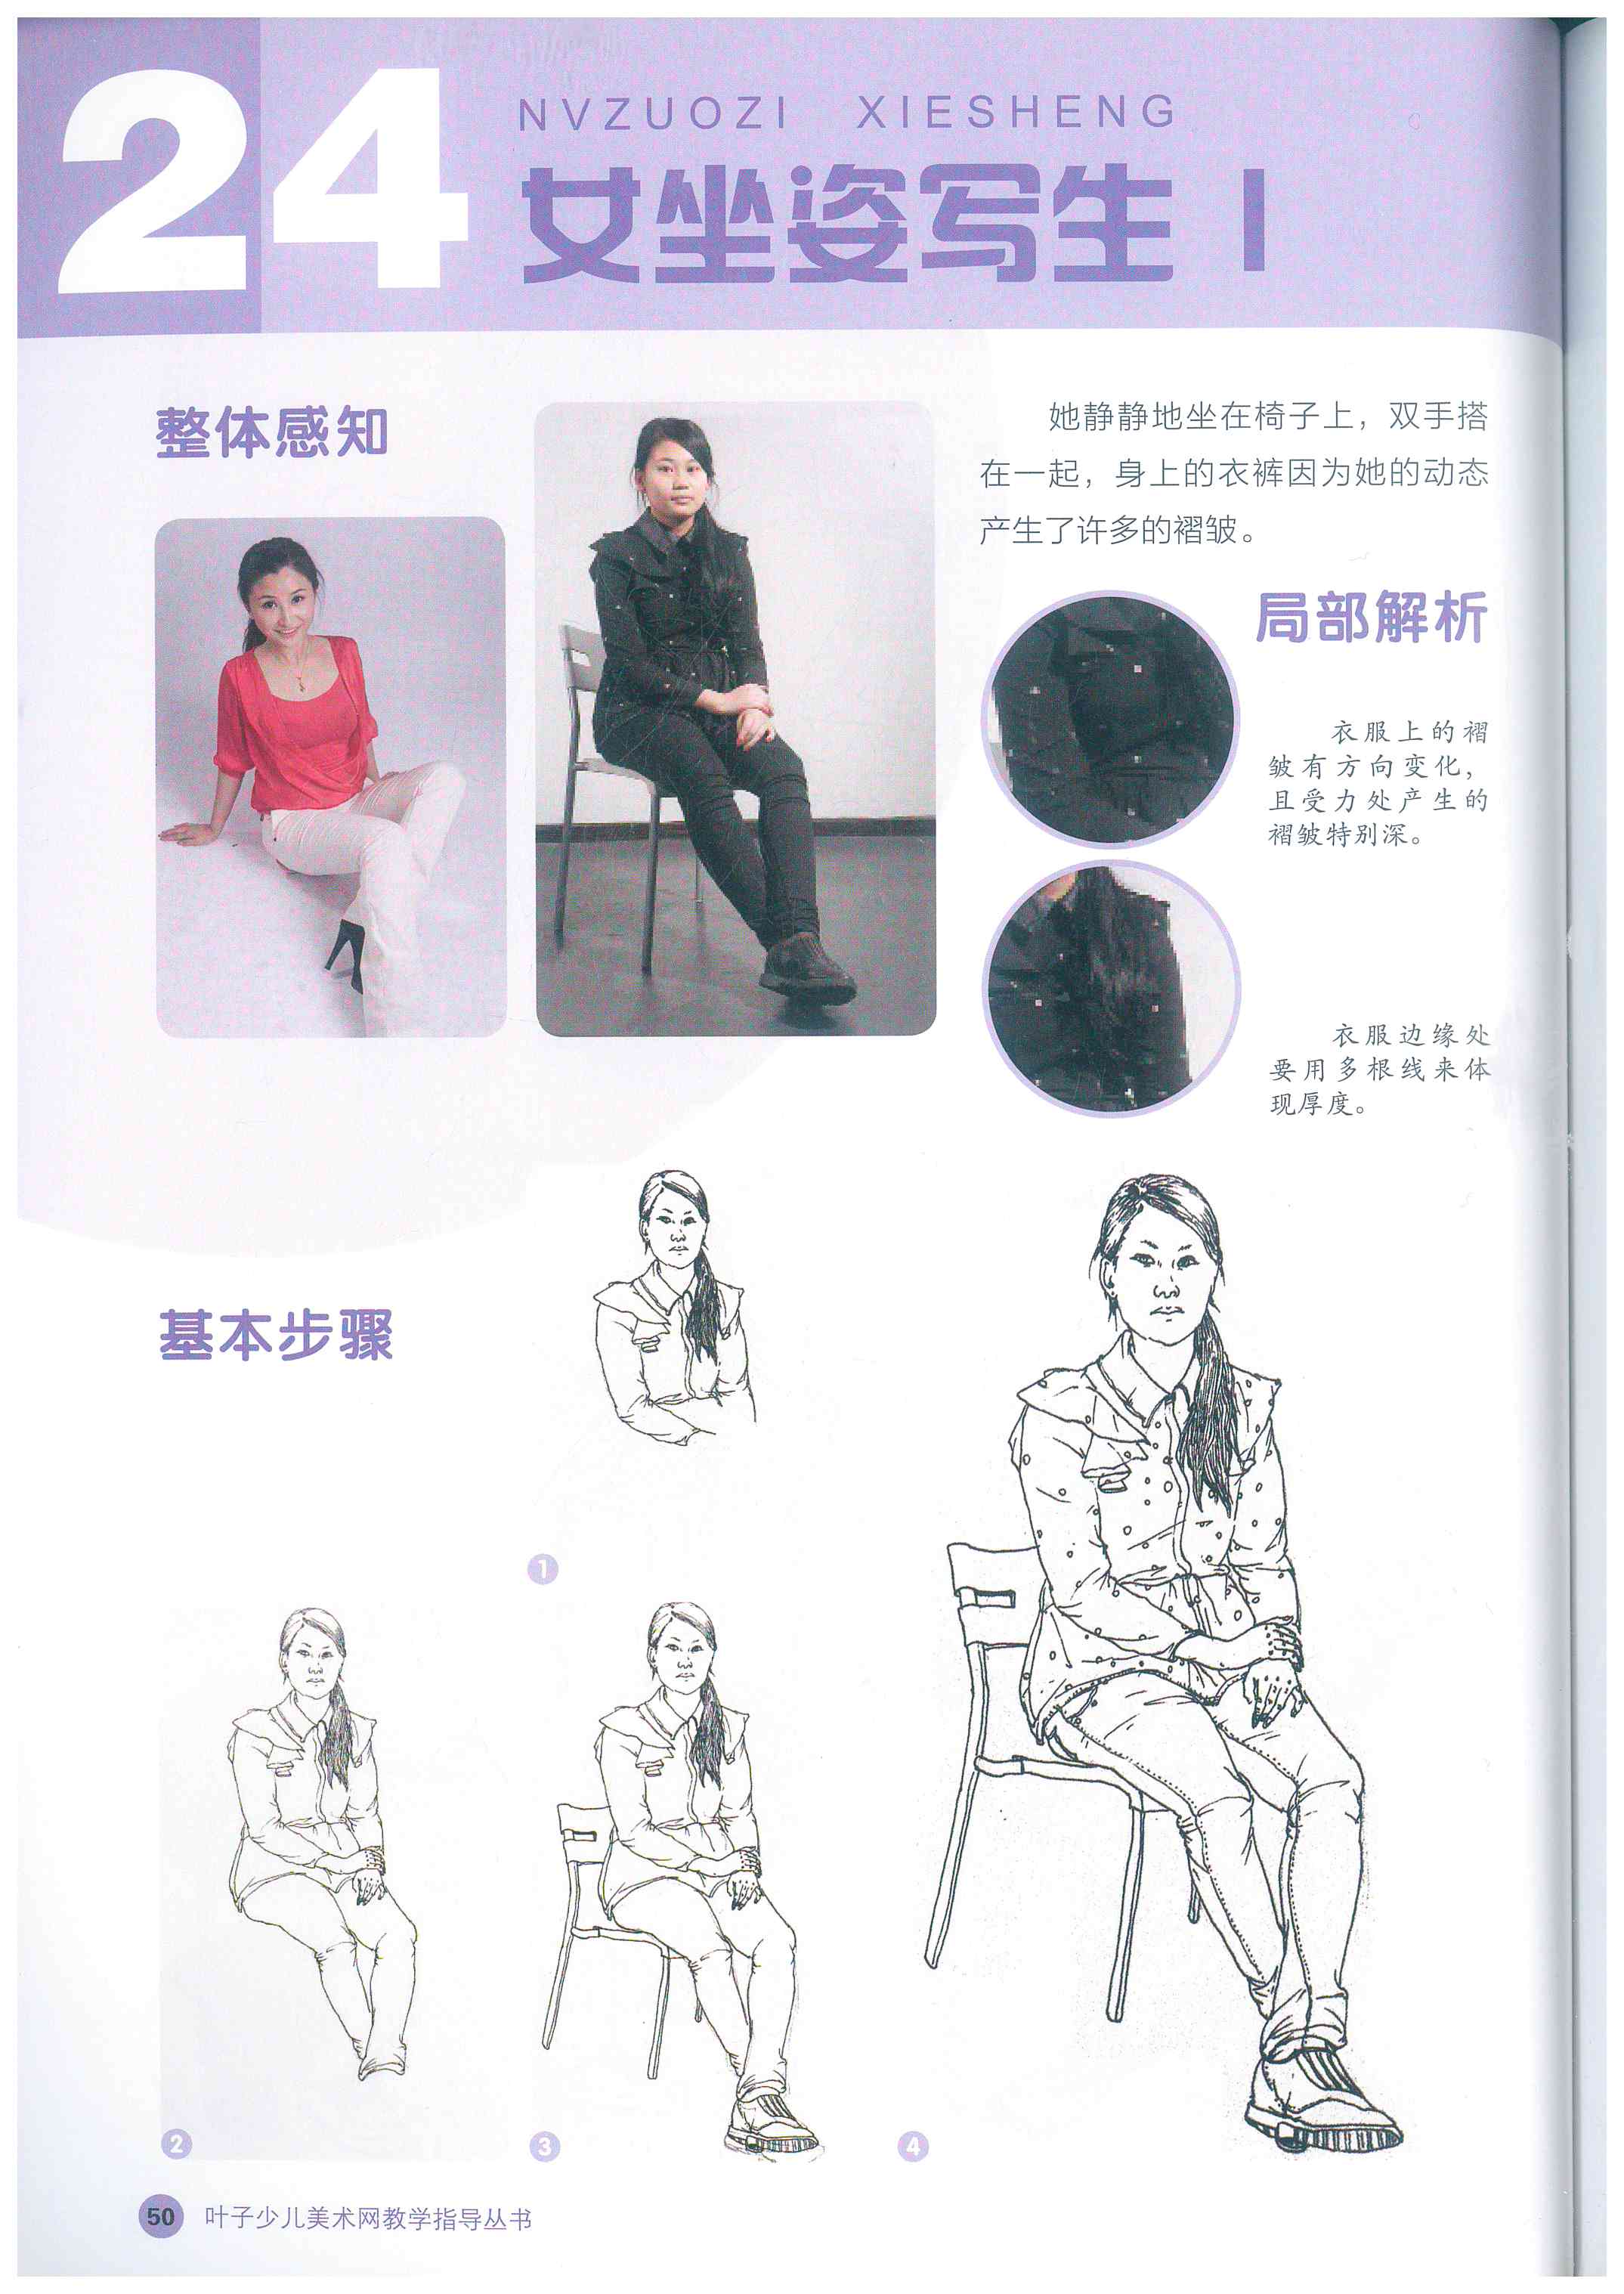 24
NVZUOZI XIESHENG
女坐姿写生 I
整体感知
她静静地坐在椅子上，双手搭
在一起，身上的衣裤因为她的动态
产生了许多的褶皱。
局部解析
衣服上的褶
皱有方向变化，
且受力处产生的
褶皱特别深。
衣服边缘处
要用多根线来体
现厚度。
基本步骤
1
2
3
4
50 叶子少儿美术网教学指导丛书